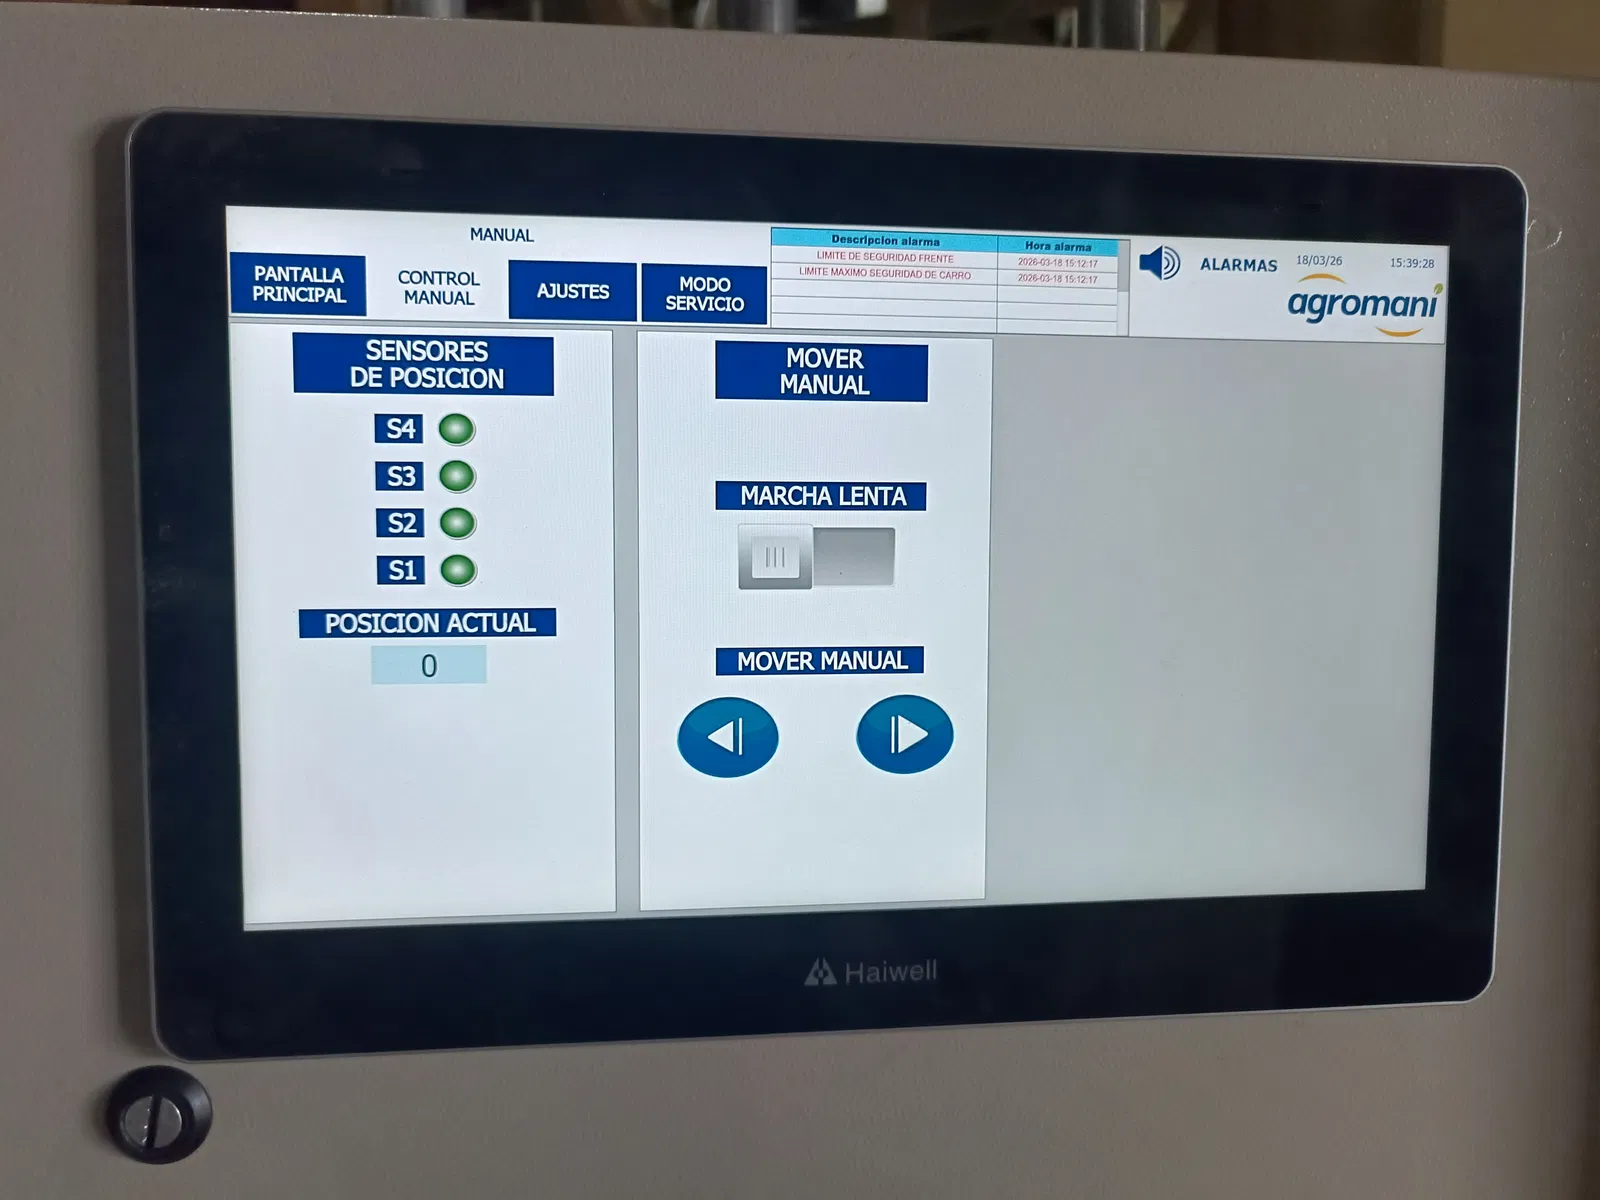 MANUAL
PANTALLA
PRINCIPAL
CONTROL
MANUAL
AJUSTES
MODO
SERVICIO
Descripcion alarma
Hora alarma
LIMITE DE SEGURIDAD FRENTE
2026-03-18 15:12:17
LIMITE MAXIMO SEGURIDAD DE CARRO
2026-03-18 15:12:17
ALARMAS
18/03/26
15:39:28
agromani
SENSORES
DE POSICION
S4
S3
S2
S1
POSICION ACTUAL
0
MOVER
MANUAL
MARCHA LENTA
MOVER MANUAL
Haiwell